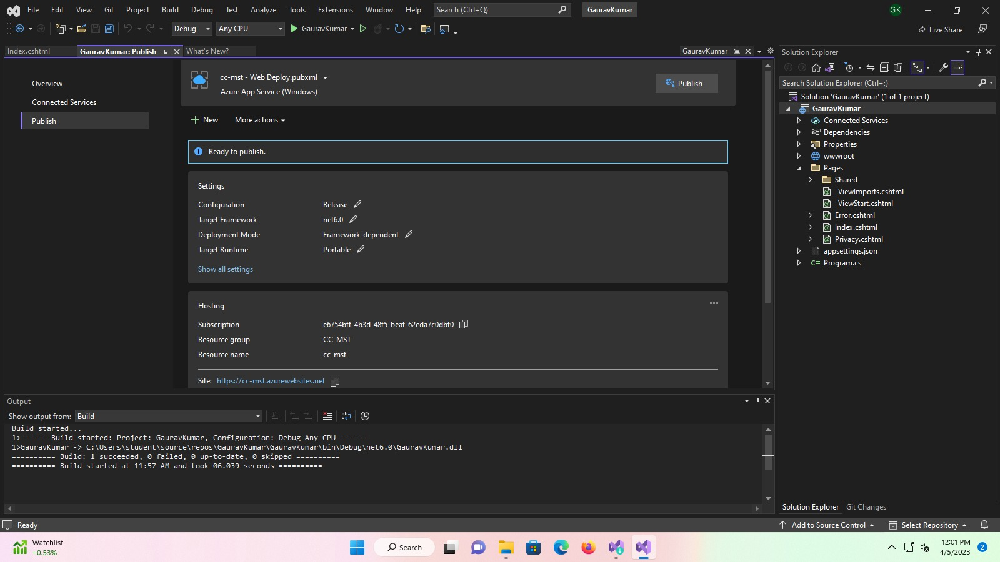 File Edit View Git Project Build Debug Test Analyze Tools Extensions Window Help Search (Ctrl+Q) GauravKumar GK
Debug Any CPU GauravKumar Live Share
Index.cshtml GauravKumar: Publish What's New? GauravKumar
Overview
Connected Services
Publish
cc-mst - Web Deploy.pubxml
Azure App Service (Windows)
Publish
New More actions
Ready to publish.
Settings
Configuration Release
Target Framework net6.0
Deployment Mode Framework-dependent
Target Runtime Portable
Show all settings
Hosting
Subscription e6754bff-4b3d-48f5-beaf-62eda7c0dbf0
Resource group CC-MST
Resource name cc-mst
Site: https://cc-mst.azurewebsites.net
Solution Explorer
Search Solution Explorer (Ctrl+;)
Solution 'GauravKumar' (1 of 1 project)
GauravKumar
Connected Services
Dependencies
Properties
wwwroot
Pages
Shared
_ViewImports.cshtml
_ViewStart.cshtml
Error.cshtml
Index.cshtml
Privacy.cshtml
appsettings.json
C# Program.cs
Solution Explorer Git Changes
Output
Show output from: Build
Build started...
1>------ Build started: Project: GauravKumar, Configuration: Debug Any CPU ------
1>GauravKumar -> C:\Users\student\source\repos\GauravKumar\GauravKumar\bin\Debug\net6.0\GauravKumar.dll
========== Build: 1 succeeded, 0 failed, 0 up-to-date, 0 skipped ==========
========== Build started at 11:57 AM and took 06.039 seconds ==========
Ready Add to Source Control Select Repository
Watchlist
+0.53%
Search
12:01 PM
4/5/2023
2